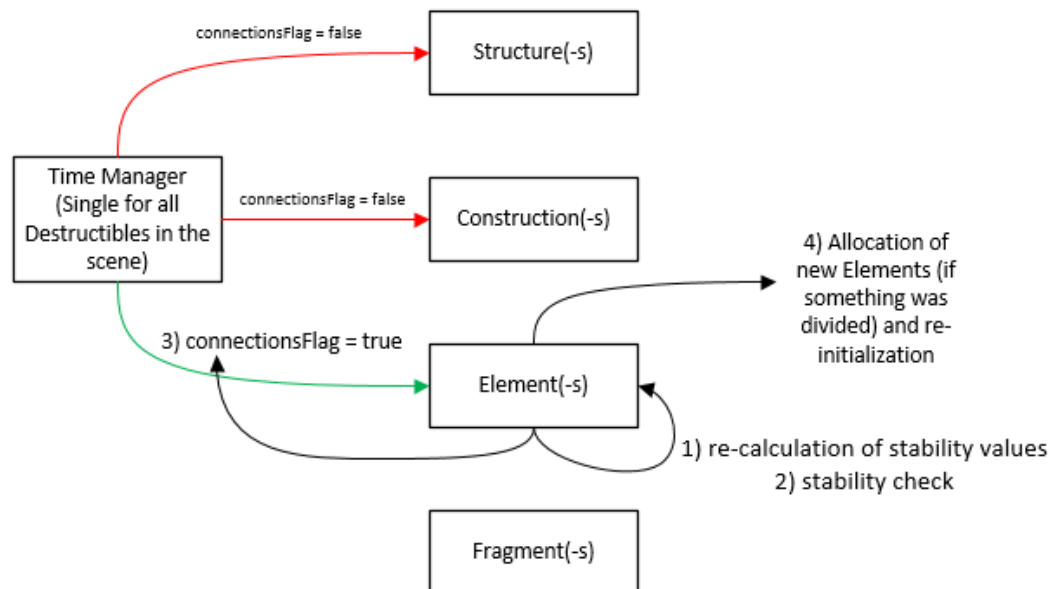 connectionsFlag = false
Structure(-s)
Time Manager
(Single for all
Destructibles in the
scene)
connectionsFlag = false
Construction(-s)
4) Allocation of
new Elements (if
something was
divided) and re-
initialization
3) connectionsFlag = true
Element(-s)
1) re-calculation of stability values
2) stability check
Fragment(-s)